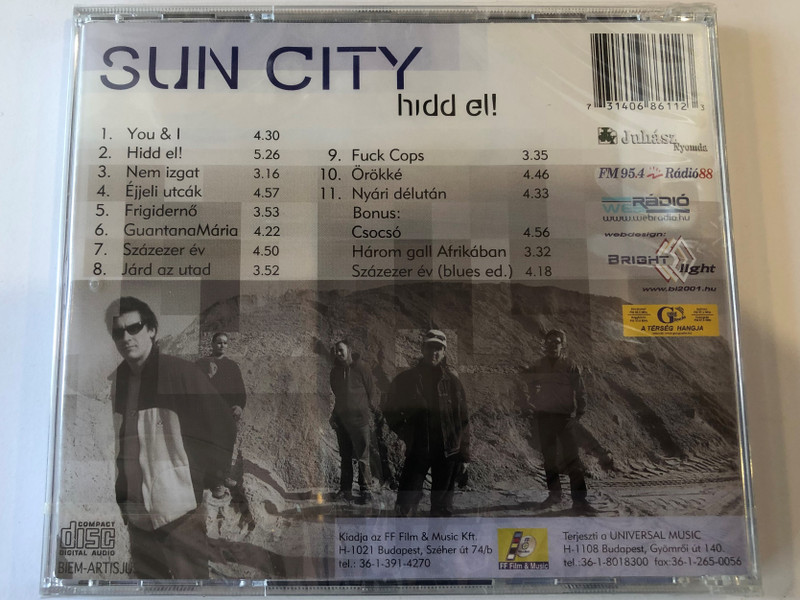 SUN CITY
hidd el!
7 31406 86112 3
1. You & I 4.30
2. Hidd el! 5.26
3. Nem izgat 3.16
4. Éjjeli utcák 4.57
5. Frigidernő 3.53
6. GuantanaMária 4.22
7. Százezer év 4.50
8. Járd az utad 3.52
9. Fuck Cops 3.35
10. Örökké 4.46
11. Nyári délután 4.33
Bonus:
Csocsó 4.56
Három gall Afrikában 3.32
Százezer év (blues ed.) 4.18
Juhász
Nyomda
FM 95.4 Rádió88
WEB RÁDIÓ
www.webradio.hu
webdesign:
BRIGHT
light
www.bl2001.hu
G
A TÉRSÉG HANGJA
COMPACT
disc
DIGITAL AUDIO
BIEM-ARTISJUS
Kiadja az FF Film & Music Kft.
H-1021 Budapest, Széher út 74/b
tel.: 36-1-391-4270
FF Film & Music
Terjeszti a UNIVERSAL MUSIC
H-1108 Budapest, Gyömrői út 140.
tel.:36-1-8018300 fax:36-1-265-0056